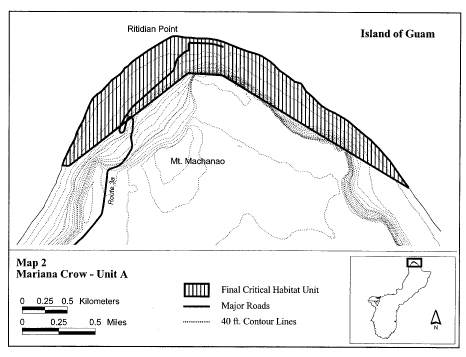 Ritidian Point
Island of Guam
Mt. Machanao
Route 3a
Map 2
Mariana Crow - Unit A
0 0.25 0.5 Kilometers
0 0.25 0.5 Miles
Final Critical Habitat Unit
Major Roads
40 ft. Contour Lines
N